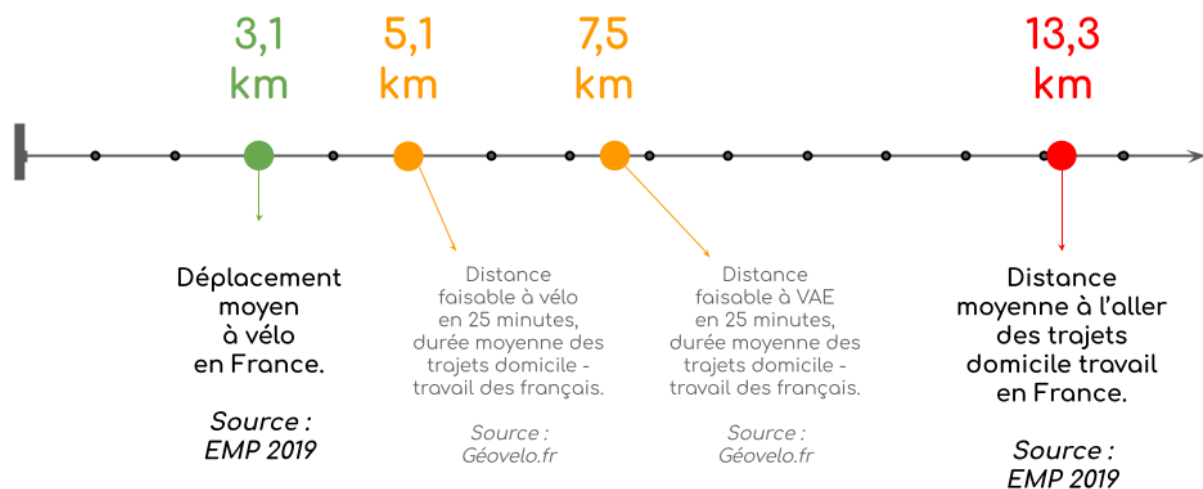 3,1
km
5,1
km
7,5
km
13,3
km
Déplacement
moyen
à vélo
en France.
Source :
EMP 2019
Distance
faisable à vélo
en 25 minutes,
durée moyenne des
trajets domicile -
travail des français.
Source :
Géovelo.fr
Distance
faisable à VAE
en 25 minutes,
durée moyenne des
trajets domicile -
travail des français.
Source :
Géovelo.fr
Distance
moyenne à l'aller
des trajets
domicile travail
en France.
Source :
EMP 2019